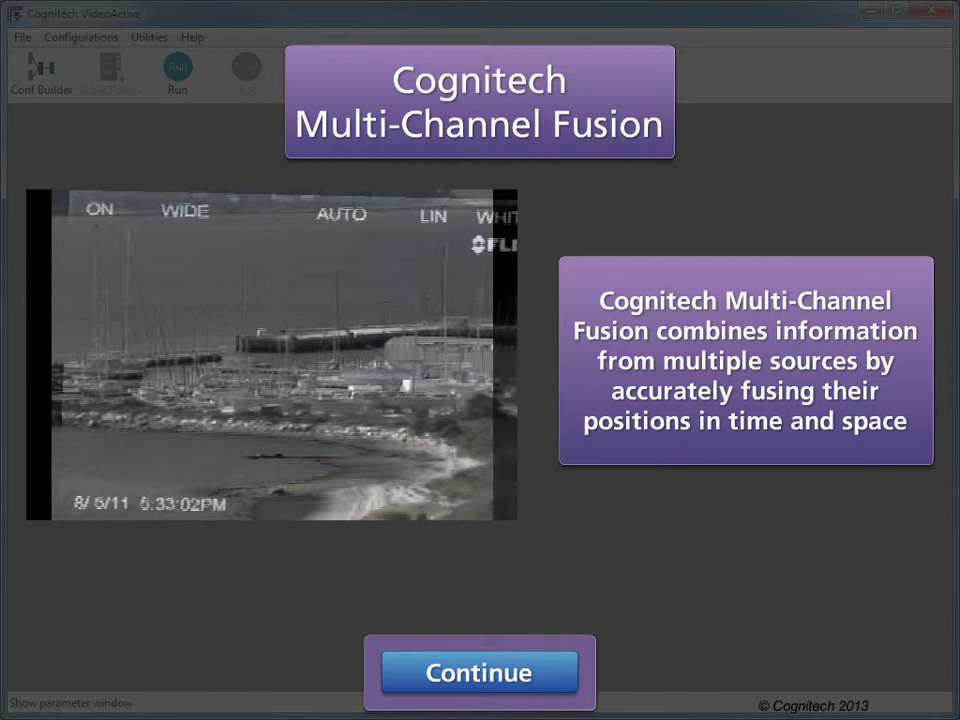 Cognitech VideoActive
File Configurations Utilities Help
Cognitech
Multi-Channel Fusion
Run
Conf Builder
Run
ON WIDE AUTO LIN
Cognitech Multi-Channel
Fusion combines information
from multiple sources by
accurately fusing their
positions in time and space
8/ 5/11 5:33:02PM
Continue
Show parameter window
© Cognitech 2013